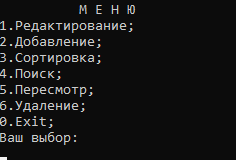 М Е Н Ю
1.Редактирование;
2.Добавление;
3.Сортировка;
4.Поиск;
5.Пересмотр;
6.Удаление;
0.Exit;
Ваш выбор: